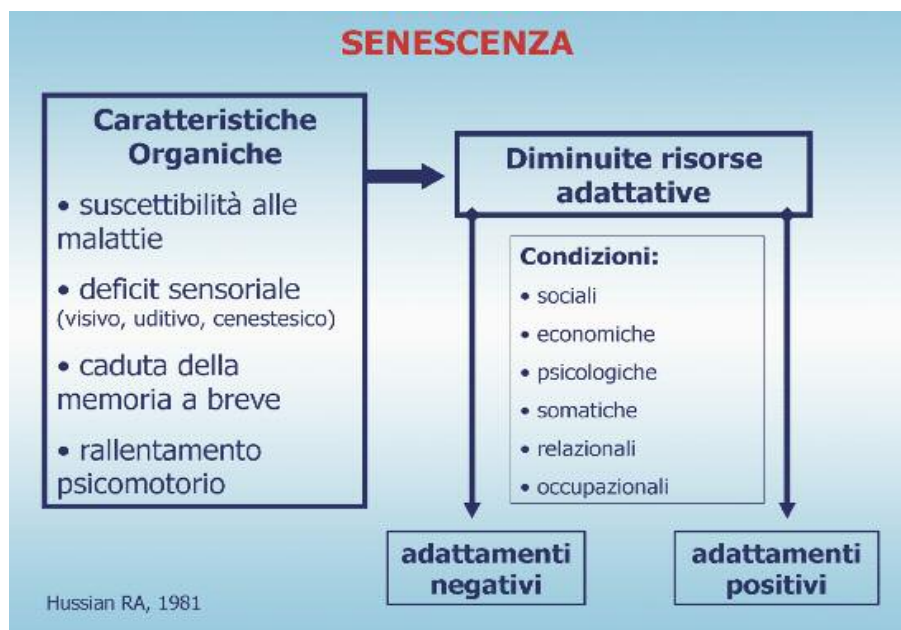 SENESCENZA
Caratteristiche
Organiche
• suscettibilità alle
malattie
• deficit sensoriale
(visivo, uditivo, cenestesico)
• caduta della
memoria a breve
• rallentamento
psicomotorio
Diminuite risorse
adattative
Condizioni:
• sociali
• economiche
• psicologiche
• somatiche
• relazionali
• occupazionali
adattamenti
negativi
adattamenti
positivi
Hussian RA, 1981